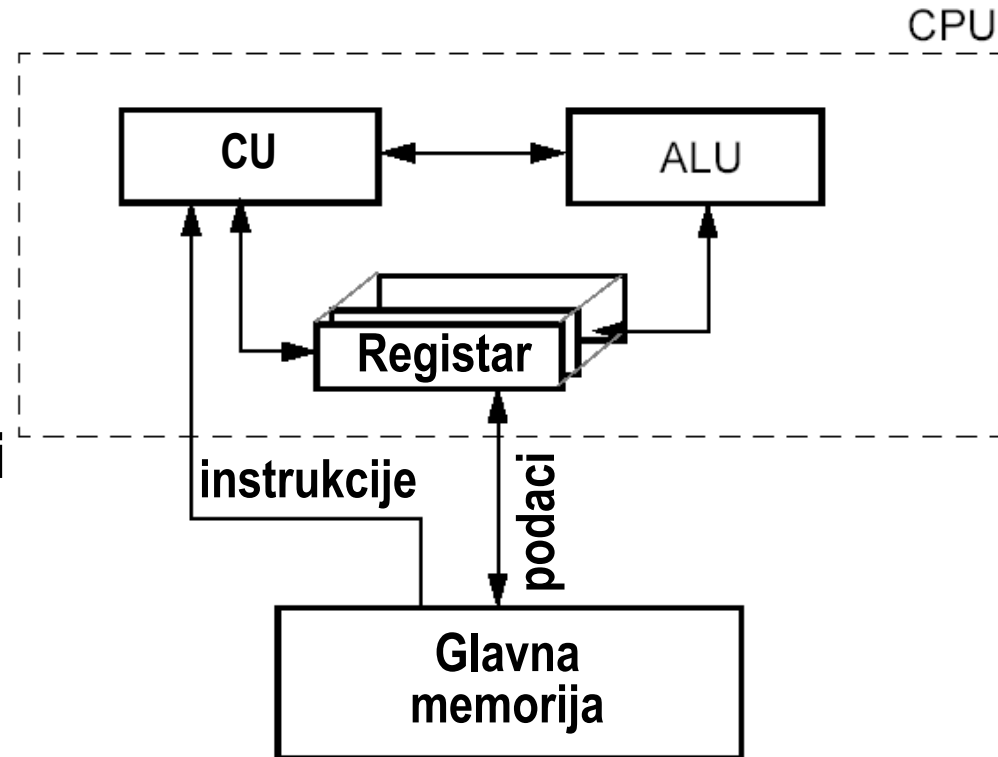 CPU
CU
ALU
Registar
i
instrukcije
podaci
Glavna
memorija